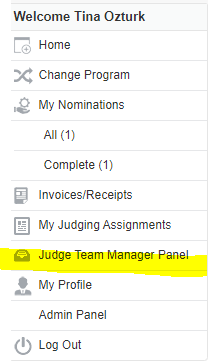 Welcome Tina Ozturk
Home
Change Program
My Nominations
All (1)
Complete (1)
Invoices/Receipts
My Judging Assignments
Judge Team Manager Panel
My Profile
Admin Panel
Log Out